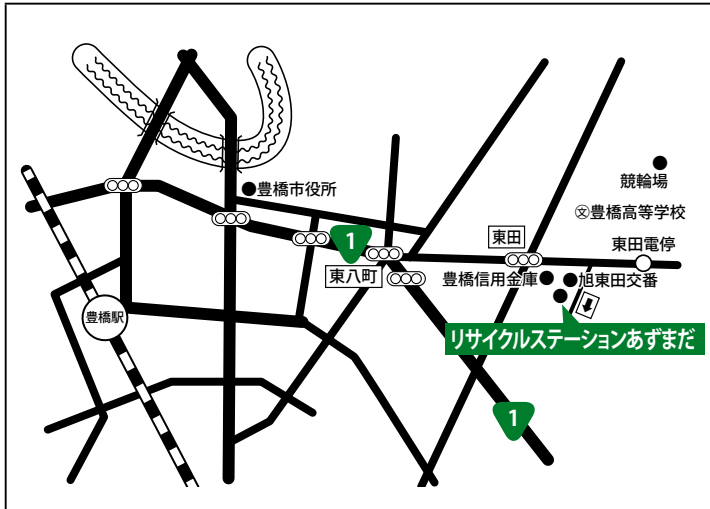 競輪場
豊橋市役所
文豊橋高等学校
東田
東田電停
1
東八町
豊橋信用金庫
旭東田交番
豊橋駅
リサイクルステーションあずまだ
1